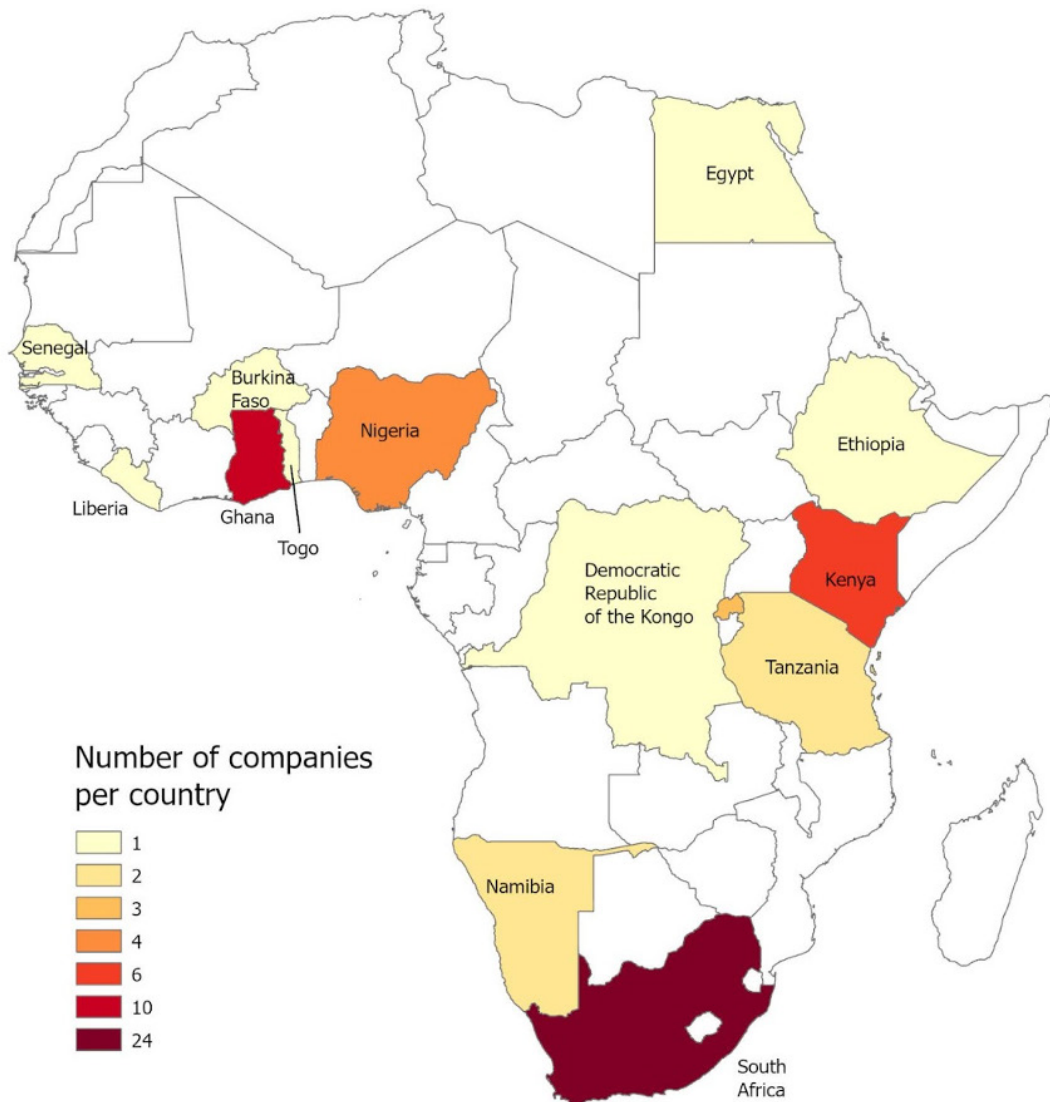 Egypt
Senegal
Burkina
Faso
Nigeria
Ethiopia
Liberia
Ghana
Togo
Democratic
Republic
of the Kongo
Kenya
Tanzania
Number of companies
per country
1
2
3
4
6
10
24
Namibia
South
Africa